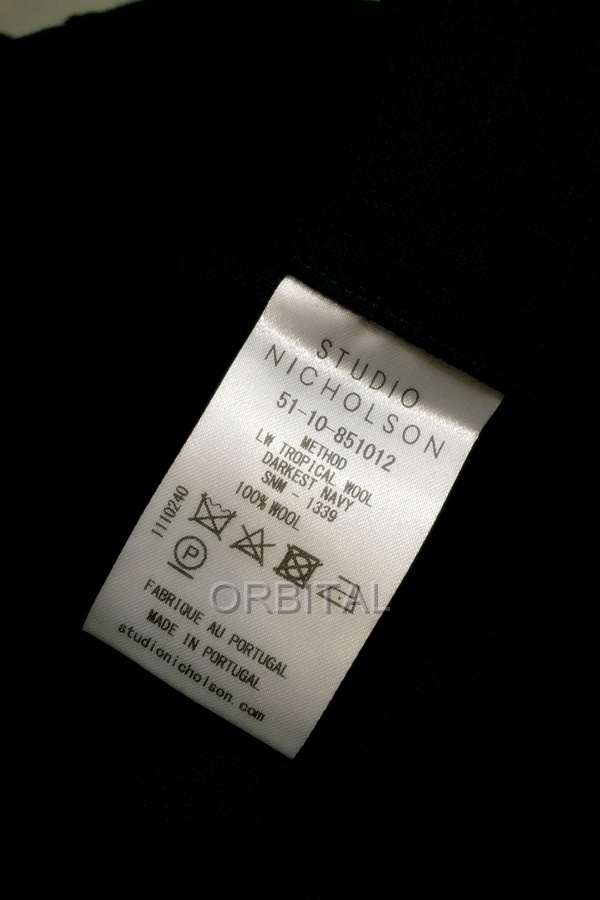 STUDIO
NICHOLSON
51-10-851012
METHOD
LW TROPICAL WOOL
DARKEST NAVY
SNM - 1339
100% WOOL
1110240
P
ORBITAL
FABRIQUE AU PORTUGAL
MADE IN PORTUGAL
studionicholson.com